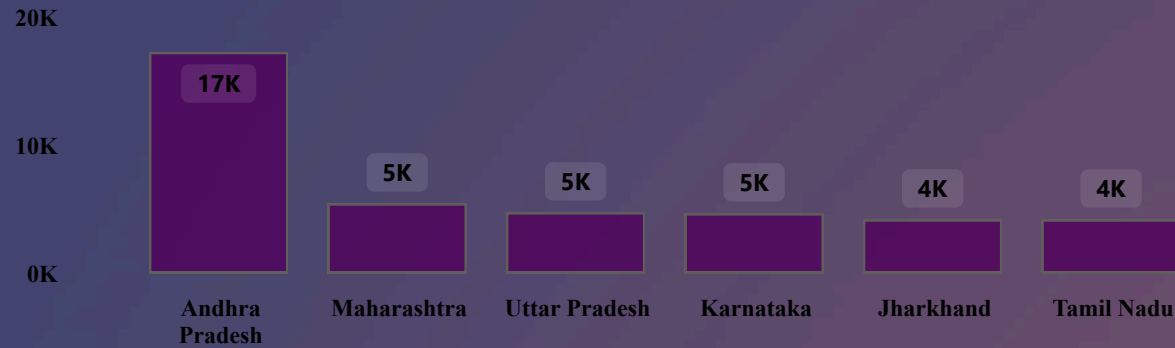 20K
17K
10K
5K
5K
5K
4K
4K
0K
Andhra
Pradesh
Maharashtra
Uttar Pradesh
Karnataka
Jharkhand
Tamil Nadu